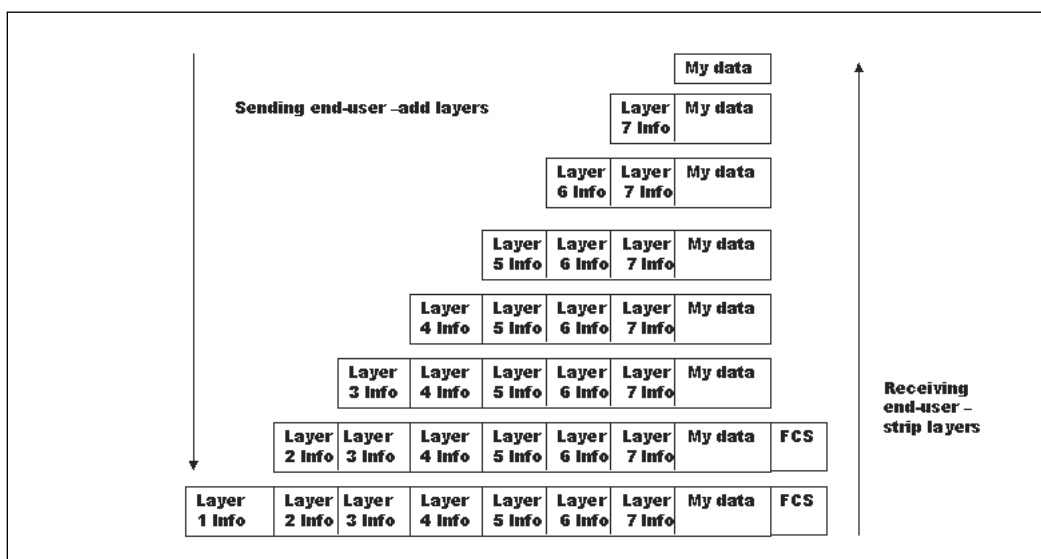 My data
Sending end-user –add layers
Layer 7 Info My data
Layer 6 Info Layer 7 Info My data
Layer 5 Info Layer 6 Info Layer 7 Info My data
Layer 4 Info Layer 5 Info Layer 6 Info Layer 7 Info My data
Layer 3 Info Layer 4 Info Layer 5 Info Layer 6 Info Layer 7 Info My data
Receiving
end-user –
strip layers
Layer 2 Info Layer 3 Info Layer 4 Info Layer 5 Info Layer 6 Info Layer 7 Info My data FCS
Layer 1 Info Layer 2 Info Layer 3 Info Layer 4 Info Layer 5 Info Layer 6 Info Layer 7 Info My data FCS